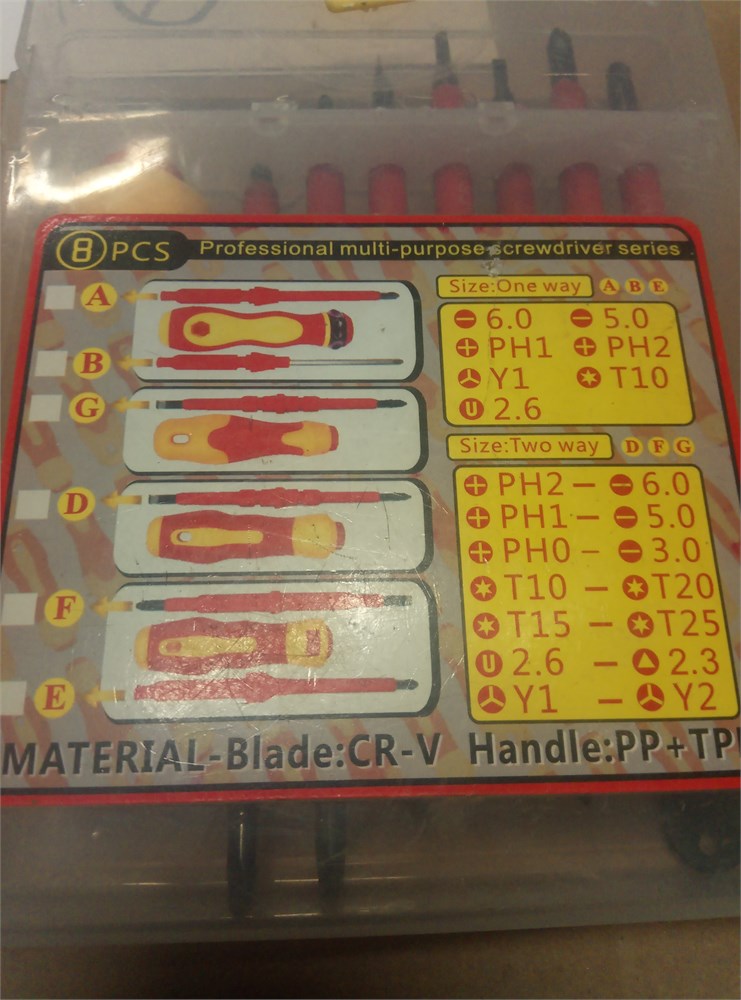 8 PCS Professional multi-purpose screwdriver series
A
B
G
D
F
E
Size:One way A B E
6.0 5.0
PH1 PH2
Y1 T10
U 2.6
Size:Two way D F G
PH2 – 6.0
PH1 – 5.0
PH0 – 3.0
T10 – T20
T15 – T25
U 2.6 – 2.3
Y1 – Y2
MATERIAL-Blade:CR-V Handle:PP+TP